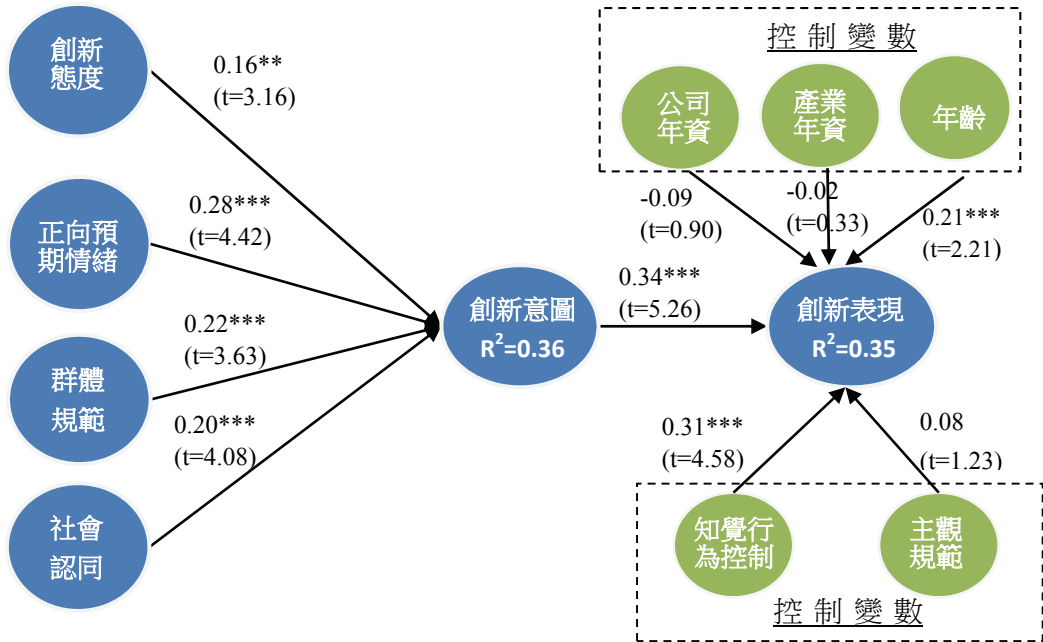 創新
態度
0.16**
(t=3.16)
正向預
期情緒
0.28***
(t=4.42)
群體
規範
0.22***
(t=3.63)
社會
認同
0.20***
(t=4.08)
創新意圖
R²=0.36
0.34***
(t=5.26)
控制變數
公司
年資
產業
年資
年齡
-0.09
(t=0.90)
-0.02
(t=0.33)
0.21***
(t=2.21)
創新表現
R²=0.35
0.31***
(t=4.58)
0.08
(t=1.23)
知覺行
為控制
主觀
規範
控制變數